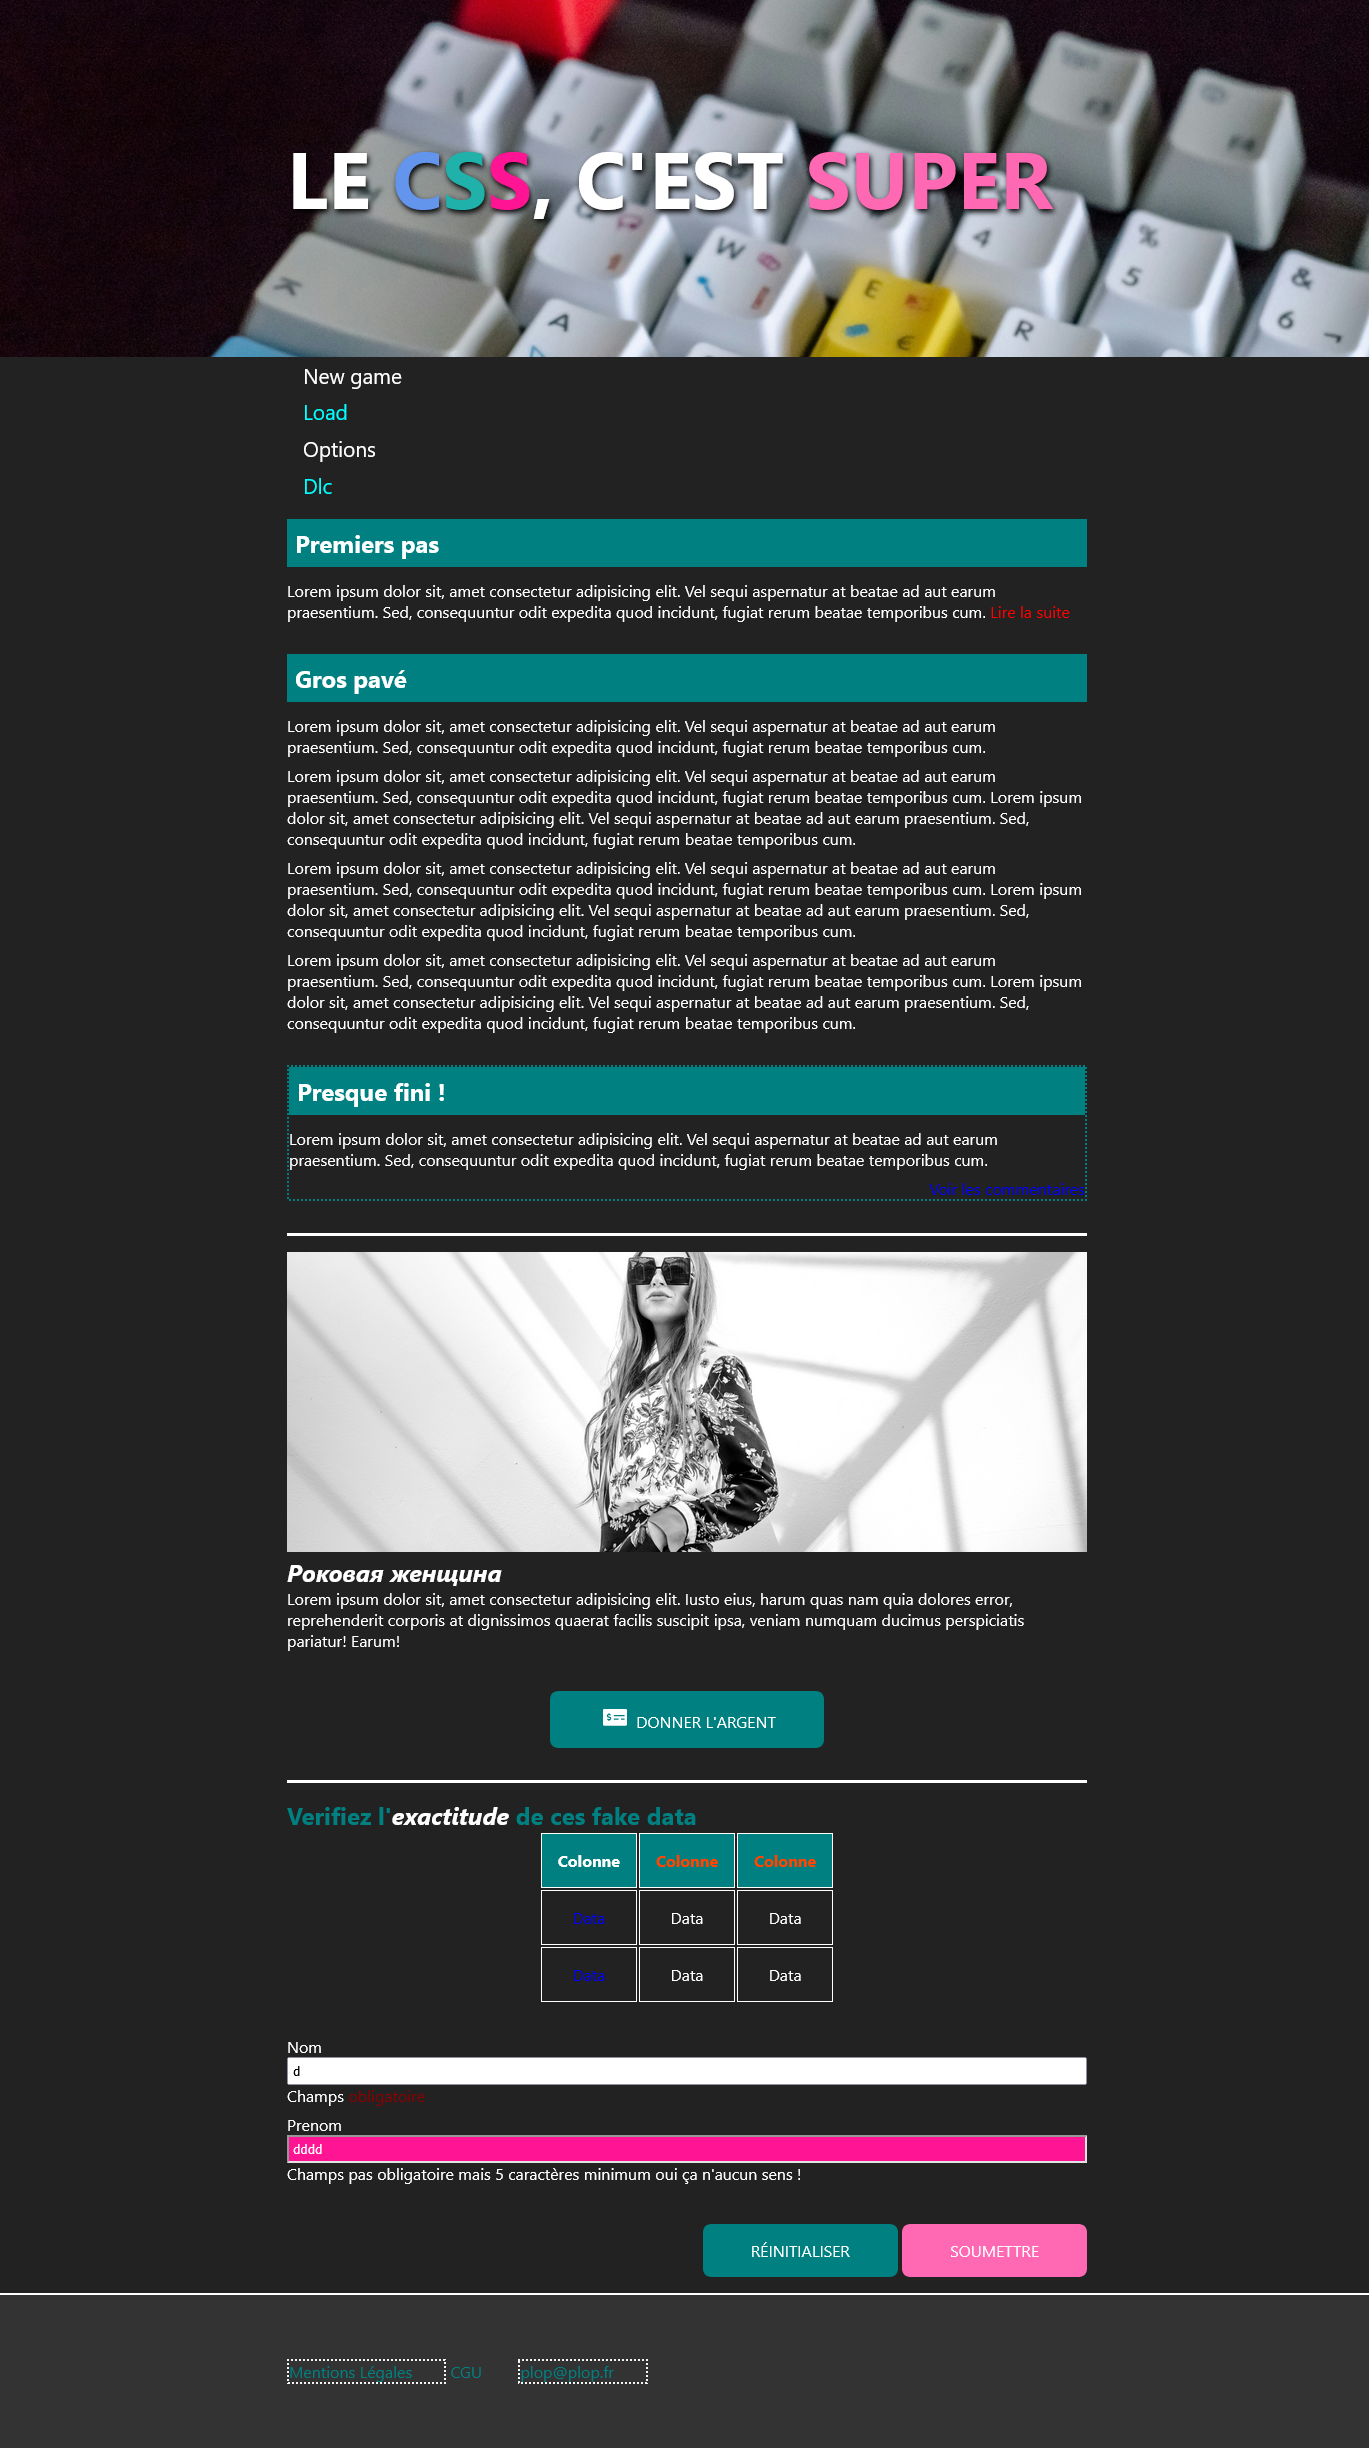 LE CSS, C'EST SUPER
W
E
€
A
R
4
%
5
&
6
New game
Load
Options
Dlc
Premiers pas
Lorem ipsum dolor sit, amet consectetur adipisicing elit. Vel sequi aspernatur at beatae ad aut earum
praesentium. Sed, consequuntur odit expedita quod incidunt, fugiat rerum beatae temporibus cum. Lire la suite
Gros pavé
Lorem ipsum dolor sit, amet consectetur adipisicing elit. Vel sequi aspernatur at beatae ad aut earum
praesentium. Sed, consequuntur odit expedita quod incidunt, fugiat rerum beatae temporibus cum.
Lorem ipsum dolor sit, amet consectetur adipisicing elit. Vel sequi aspernatur at beatae ad aut earum
praesentium. Sed, consequuntur odit expedita quod incidunt, fugiat rerum beatae temporibus cum. Lorem ipsum
dolor sit, amet consectetur adipisicing elit. Vel sequi aspernatur at beatae ad aut earum praesentium. Sed,
consequuntur odit expedita quod incidunt, fugiat rerum beatae temporibus cum.
Lorem ipsum dolor sit, amet consectetur adipisicing elit. Vel sequi aspernatur at beatae ad aut earum
praesentium. Sed, consequuntur odit expedita quod incidunt, fugiat rerum beatae temporibus cum. Lorem ipsum
dolor sit, amet consectetur adipisicing elit. Vel sequi aspernatur at beatae ad aut earum praesentium. Sed,
consequuntur odit expedita quod incidunt, fugiat rerum beatae temporibus cum.
Lorem ipsum dolor sit, amet consectetur adipisicing elit. Vel sequi aspernatur at beatae ad aut earum
praesentium. Sed, consequuntur odit expedita quod incidunt, fugiat rerum beatae temporibus cum. Lorem ipsum
dolor sit, amet consectetur adipisicing elit. Vel sequi aspernatur at beatae ad aut earum praesentium. Sed,
consequuntur odit expedita quod incidunt, fugiat rerum beatae temporibus cum.
Presque fini !
Lorem ipsum dolor sit, amet consectetur adipisicing elit. Vel sequi aspernatur at beatae ad aut earum
praesentium. Sed, consequuntur odit expedita quod incidunt, fugiat rerum beatae temporibus cum.
Voir les commentaires
Роковая женщина
Lorem ipsum dolor sit, amet consectetur adipisicing elit. Iusto eius, harum quas nam quia dolores error,
reprehenderit corporis at dignissimos quaerat facilis suscipit ipsa, veniam numquam ducimus perspiciatis
pariatur! Earum!
DONNER L'ARGENT
Verifiez l'exactitude de ces fake data
Colonne Colonne Colonne
Data Data Data
Data Data Data
Nom
d
Champs obligatoire
Prenom
dddd
Champs pas obligatoire mais 5 caractères minimum oui ça n'aucun sens !
RÉINITIALISER SOUMETTRE
Mentions Légales CGU plop@plop.fr